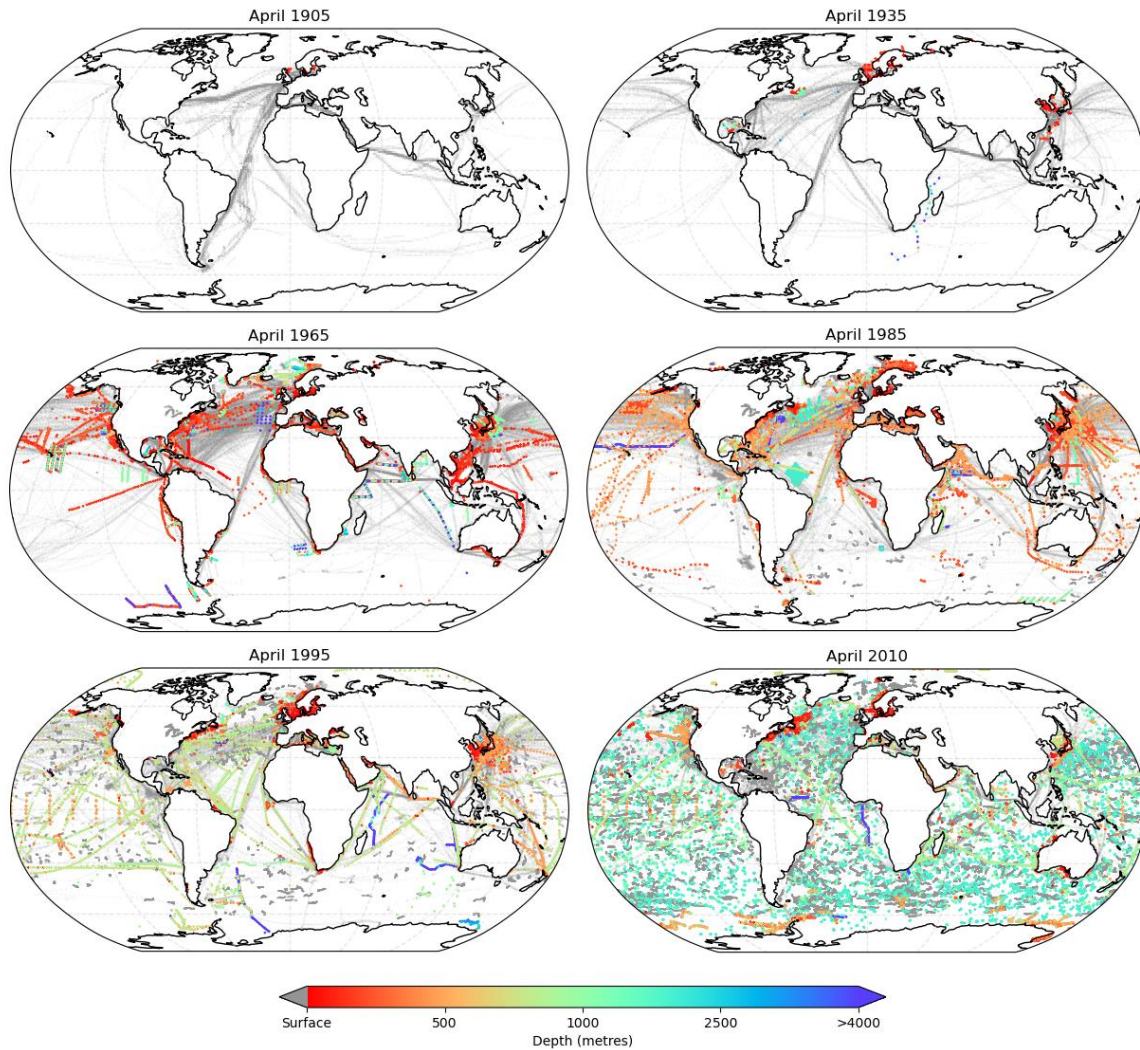 April 1905
April 1935
April 1965
April 1985
April 1995
April 2010
Surface 500 1000 2500 >4000
Depth (metres)